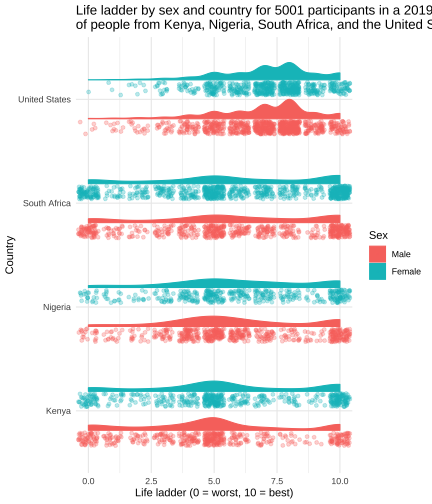 Life ladder by sex and country for 5001 participants in a 2019
of people from Kenya, Nigeria, South Africa, and the United S
United States
South Africa
Nigeria
Kenya
Country
Sex
Male
Female
0.0 2.5 5.0 7.5 10.0
Life ladder (0 = worst, 10 = best)